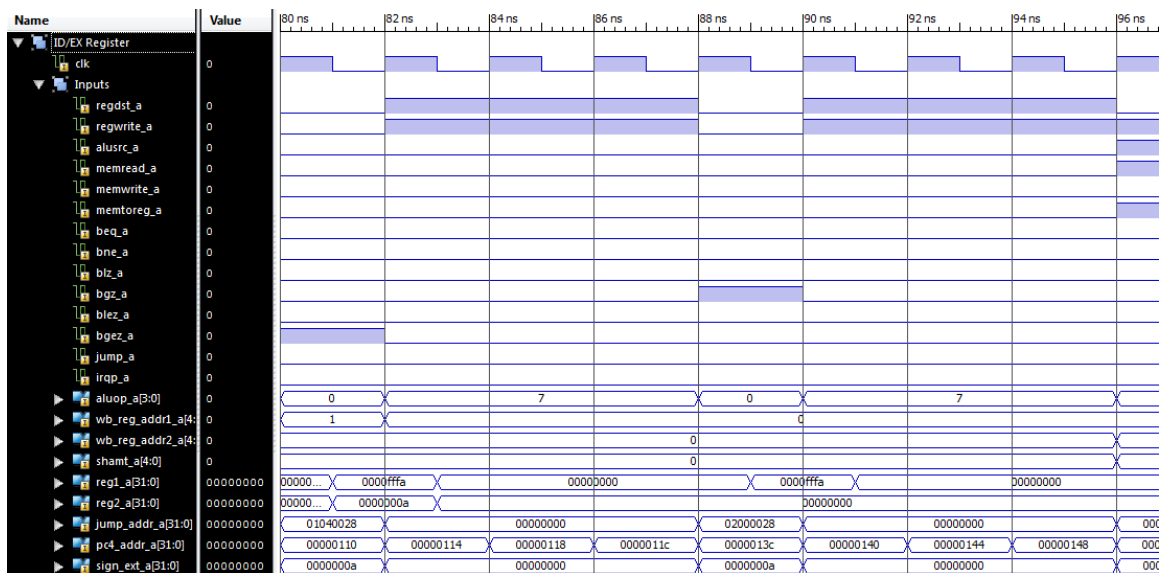 Name Value 80 ns 82 ns 84 ns 86 ns 88 ns 90 ns 92 ns 94 ns 96 ns
ID/EX Register
clk 0
Inputs
regdst_a 0
regwrite_a 0
alusrc_a 0
memread_a 0
memwrite_a 0
memtoreg_a 0
beq_a 0
bne_a 0
blz_a 0
bgz_a 0
blez_a 0
bgez_a 0
jump_a 0
irqp_a 0
aluop_a[3:0] 0 0 7 0 7
wb_reg_addr1_a[4: 0 1 0
wb_reg_addr2_a[4: 0 0
shamt_a[4:0] 0 0
reg1_a[31:0] 00000000 00000... 0000fffa 00000000 0000fffa 00000000
reg2_a[31:0] 00000000 00000... 0000000a 00000000
jump_addr_a[31:0] 00000000 01040028 00000000 02000028 00000000 000
pc4_addr_a[31:0] 00000000 00000110 00000114 00000118 0000011c 0000013c 00000140 00000144 00000148 000
sign_ext_a[31:0] 00000000 0000000a 00000000 0000000a 00000000 000